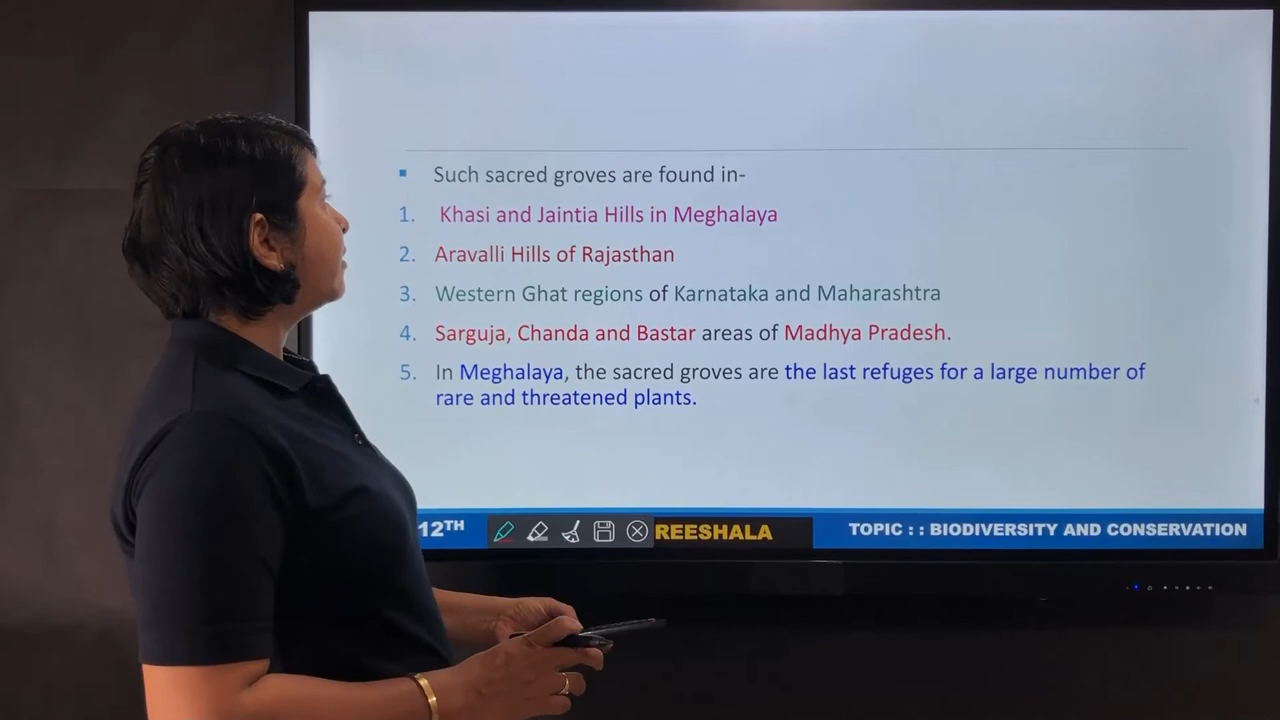 Such sacred groves are found in-
1. Khasi and Jaintia Hills in Meghalaya
2. Aravalli Hills of Rajasthan
3. Western Ghat regions of Karnataka and Maharashtra
4. Sarguja, Chanda and Bastar areas of Madhya Pradesh.
5. In Meghalaya, the sacred groves are the last refuges for a large number of
rare and threatened plants.
12TH REESHALA TOPIC : : BIODIVERSITY AND CONSERVATION